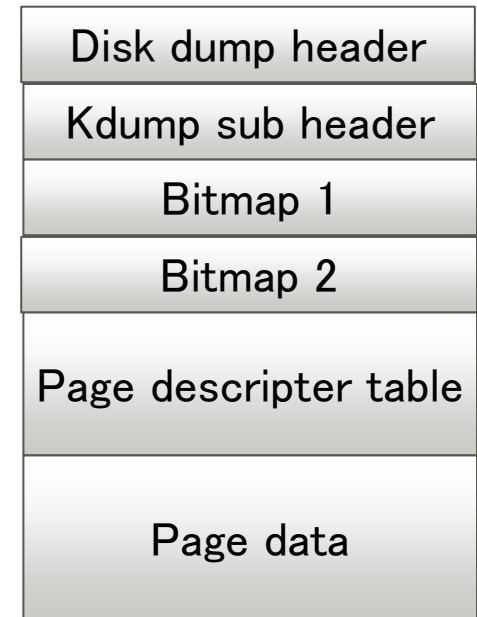 Disk dump header
Kdump sub header
Bitmap 1
Bitmap 2
Page descripter table
Page data